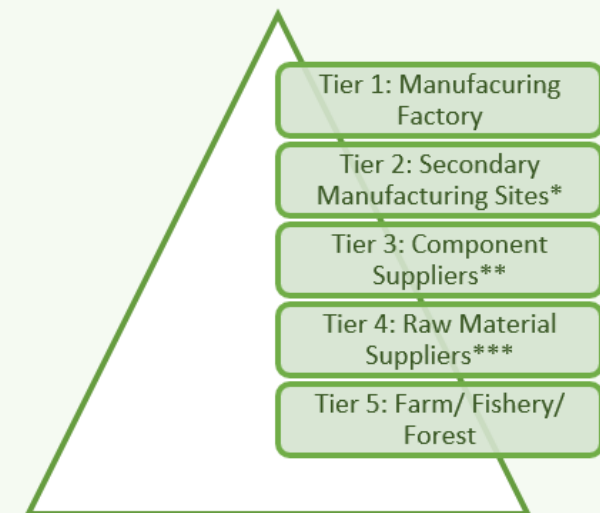 Tier 1: Manufacuring
Factory
Tier 2: Secondary
Manufacturing Sites*
Tier 3: Component
Suppliers**
Tier 4: Raw Material
Suppliers***
Tier 5: Farm/ Fishery/
Forest